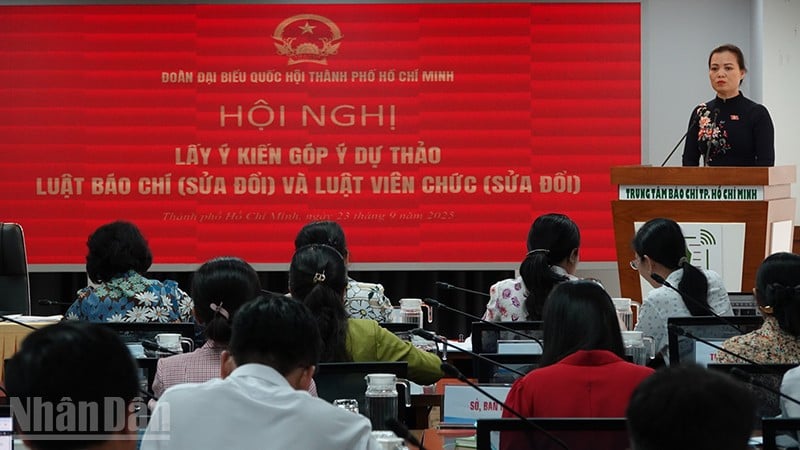 ĐOÀN ĐẠI BIỂU QUỐC HỘI THÀNH PHỐ HỒ CHÍ MINH
HỘI NGHỊ
LẤY Ý KIẾN GÓP Ý DỰ THẢO
LUẬT BÁO CHÍ (SỬA ĐỔI) VÀ LUẬT VIÊN CHỨC (SỬA ĐỔI)
Thành phố Hồ Chí Minh, ngày 23 tháng 9 năm 2025
TRUNG TÂM BÁO CHÍ TP. HỒ CHÍ MINH
SỞ, BAN
NhânDân